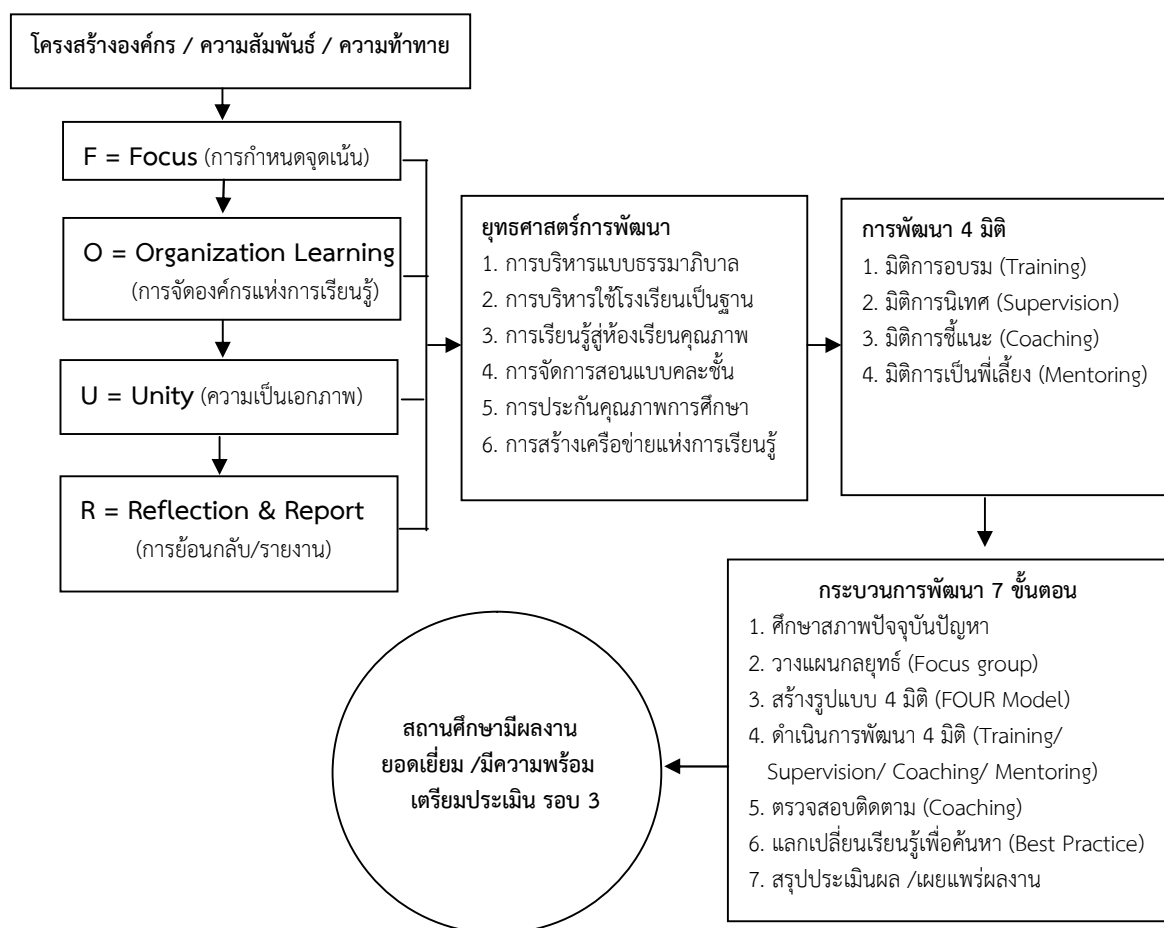 โครงสร้างองค์กร / ความสัมพันธ์ / ความท้าทาย
F = Focus (การกำหนดจุดเน้น)
O = Organization Learning
(การจัดองค์กรแห่งการเรียนรู้)
U = Unity (ความเป็นเอกภาพ)
R = Reflection & Report
(การย้อนกลับ/รายงาน)
ยุทธศาสตร์การพัฒนา
1. การบริหารแบบธรรมาภิบาล
2. การบริหารใช้โรงเรียนเป็นฐาน
3. การเรียนรู้สู่ห้องเรียนคุณภาพ
4. การจัดการสอนแบบคละชั้น
5. การประกันคุณภาพการศึกษา
6. การสร้างเครือข่ายแห่งการเรียนรู้
การพัฒนา 4 มิติ
1. มิติการอบรม (Training)
2. มิติการนิเทศ (Supervision)
3. มิติการชี้แนะ (Coaching)
4. มิติการเป็นพี่เลี้ยง (Mentoring)
กระบวนการพัฒนา 7 ขั้นตอน
1. ศึกษาสภาพปัจจุบันปัญหา
2. วางแผนกลยุทธ์ (Focus group)
3. สร้างรูปแบบ 4 มิติ (FOUR Model)
4. ดำเนินการพัฒนา 4 มิติ (Training/
Supervision/ Coaching/ Mentoring)
5. ตรวจสอบติดตาม (Coaching)
6. แลกเปลี่ยนเรียนรู้เพื่อค้นหา (Best Practice)
7. สรุปประเมินผล /เผยแพร่ผลงาน
สถานศึกษามีผลงาน
ยอดเยี่ยม /มีความพร้อม
เตรียมประเมิน รอบ 3